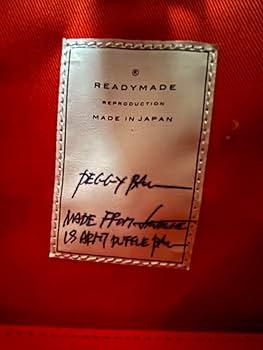 ®
READYMADE
REPRODUCTION
MADE IN JAPAN
PEGGY
MADE FROM
US ARMY DUFFLE